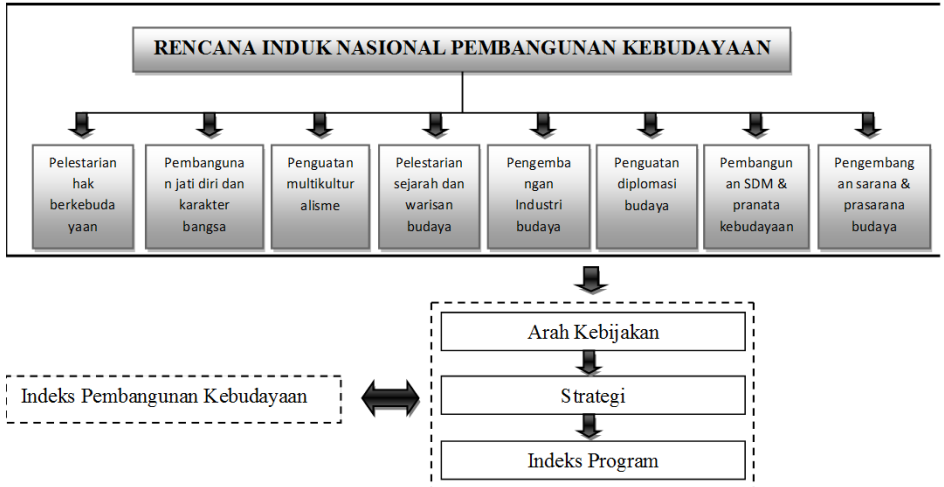 RENCANA INDUK NASIONAL PEMBANGUNAN KEBUDAYAAN
Pelestarian
hak
berkebuda
yaan
Pembanguna
n jati diri dan
karakter
bangsa
Penguatan
multikultur
alisme
Pelestarian
sejarah dan
warisan
budaya
Pengemba
ngan
Industri
budaya
Penguatan
diplomasi
budaya
Pembangun
an SDM &
pranata
kebudayaan
Pengembang
an sarana &
prasarana
budaya
Arah Kebijakan
Indeks Pembangunan Kebudayaan
Strategi
Indeks Program